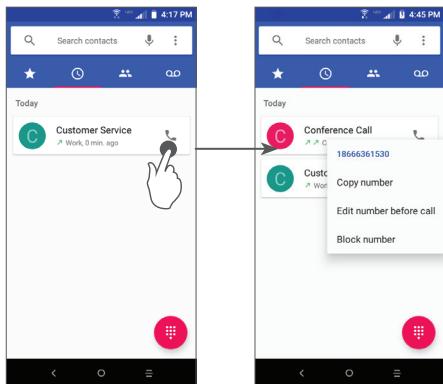 4:17 PM
Search contacts
Today
C
Customer Service
Work, 0 min. ago
4:45 PM
Search contacts
Today
C
Conference Call
C
18666361530
Copy number
Edit number before call
Block number
C
Custo
Wor